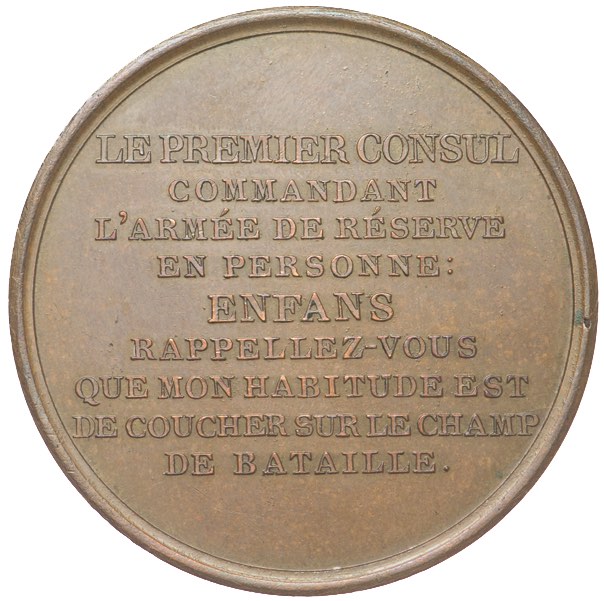 LE PREMIER CONSUL
COMMANDANT
L'ARMÉE DE RÉSERVE
EN PERSONNE:
ENFANS
RAPPELLEZ-VOUS
QUE MON HABITUDE EST
DE COUCHER SUR LE CHAMP
DE BATAILLE.